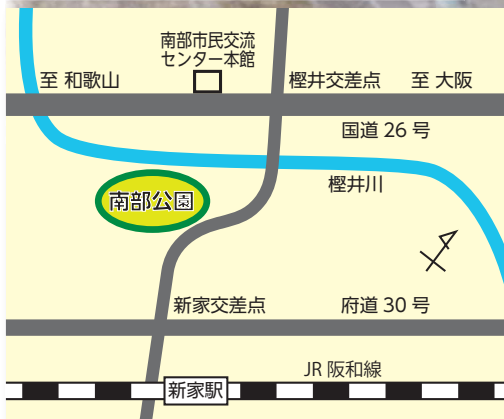 南部市民交流
センター本館
至 和歌山
樫井交差点
至 大阪
国道 26 号
樫井川
南部公園
新家交差点
府道 30 号
JR 阪和線
新家駅